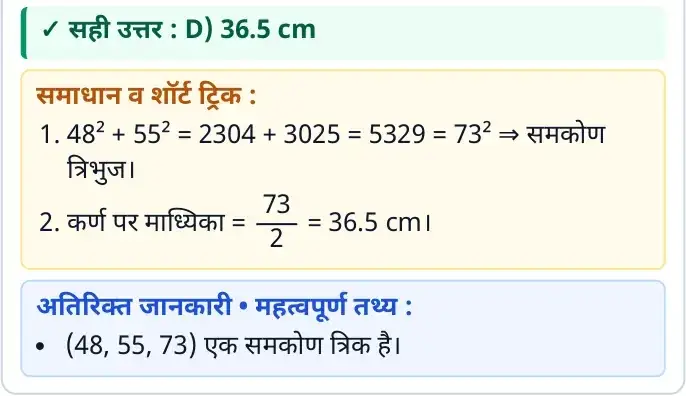 ✓ सही उत्तर : D) 36.5 cm
समाधान व शॉर्ट ट्रिक :
1. 48² + 55² = 2304 + 3025 = 5329 = 73² ⇒ समकोण
त्रिभुज।
2. कर्ण पर माध्यिका = 73/2 = 36.5 cm।
अतिरिक्त जानकारी • महत्वपूर्ण तथ्य :
• (48, 55, 73) एक समकोण त्रिक है।